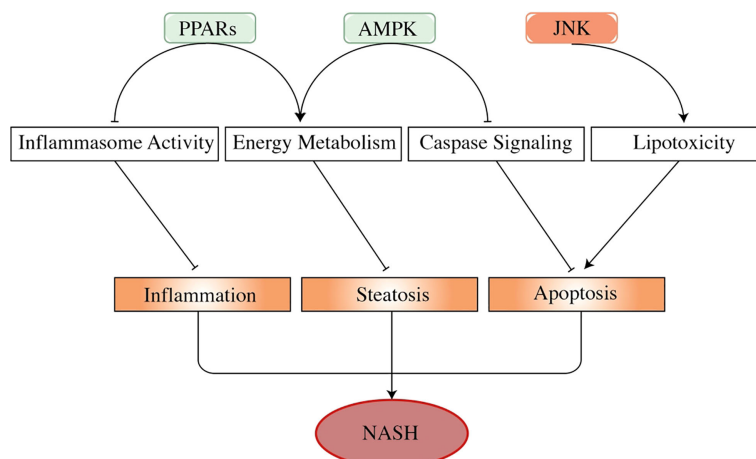 PPARs
AMPK
JNK
Inflammasome Activity
Energy Metabolism
Caspase Signaling
Lipotoxicity
Inflammation
Steatosis
Apoptosis
NASH